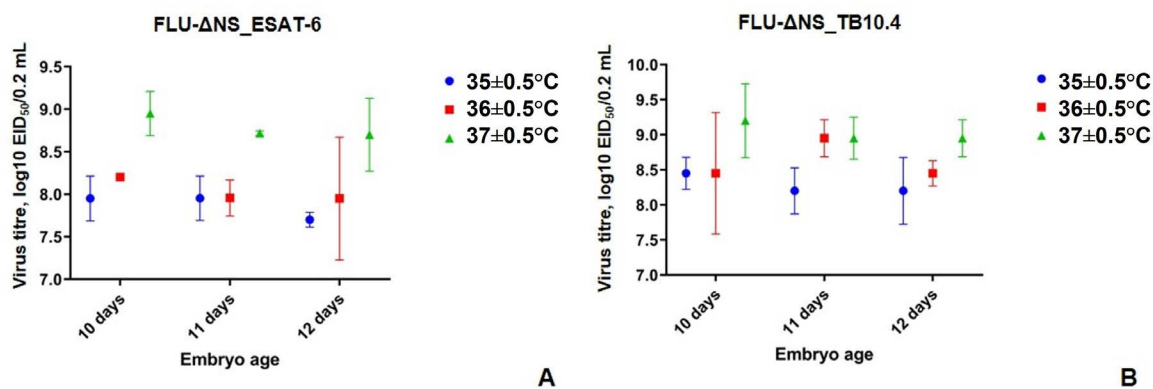 FLU-ΔNS_ESAT-6
Virus titre, log10 EID₅₀/0.2 mL
9.5
9.0
8.5
8.0
7.5
7.0
10 days
11 days
12 days
Embryo age
35±0.5°C
36±0.5°C
37±0.5°C
A
FLU-ΔNS_TB10.4
Virus titre, log10 EID₅₀/0.2 mL
10.0
9.5
9.0
8.5
8.0
7.5
7.0
10 days
11 days
12 days
Embryo age
35±0.5°C
36±0.5°C
37±0.5°C
B